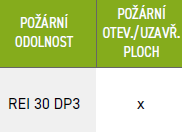 POŽÁRNÍ
ODOLNOST
POŽÁRNÍ
OTEV./UZAVŘ.
PLOCH
REI 30 DP3
x